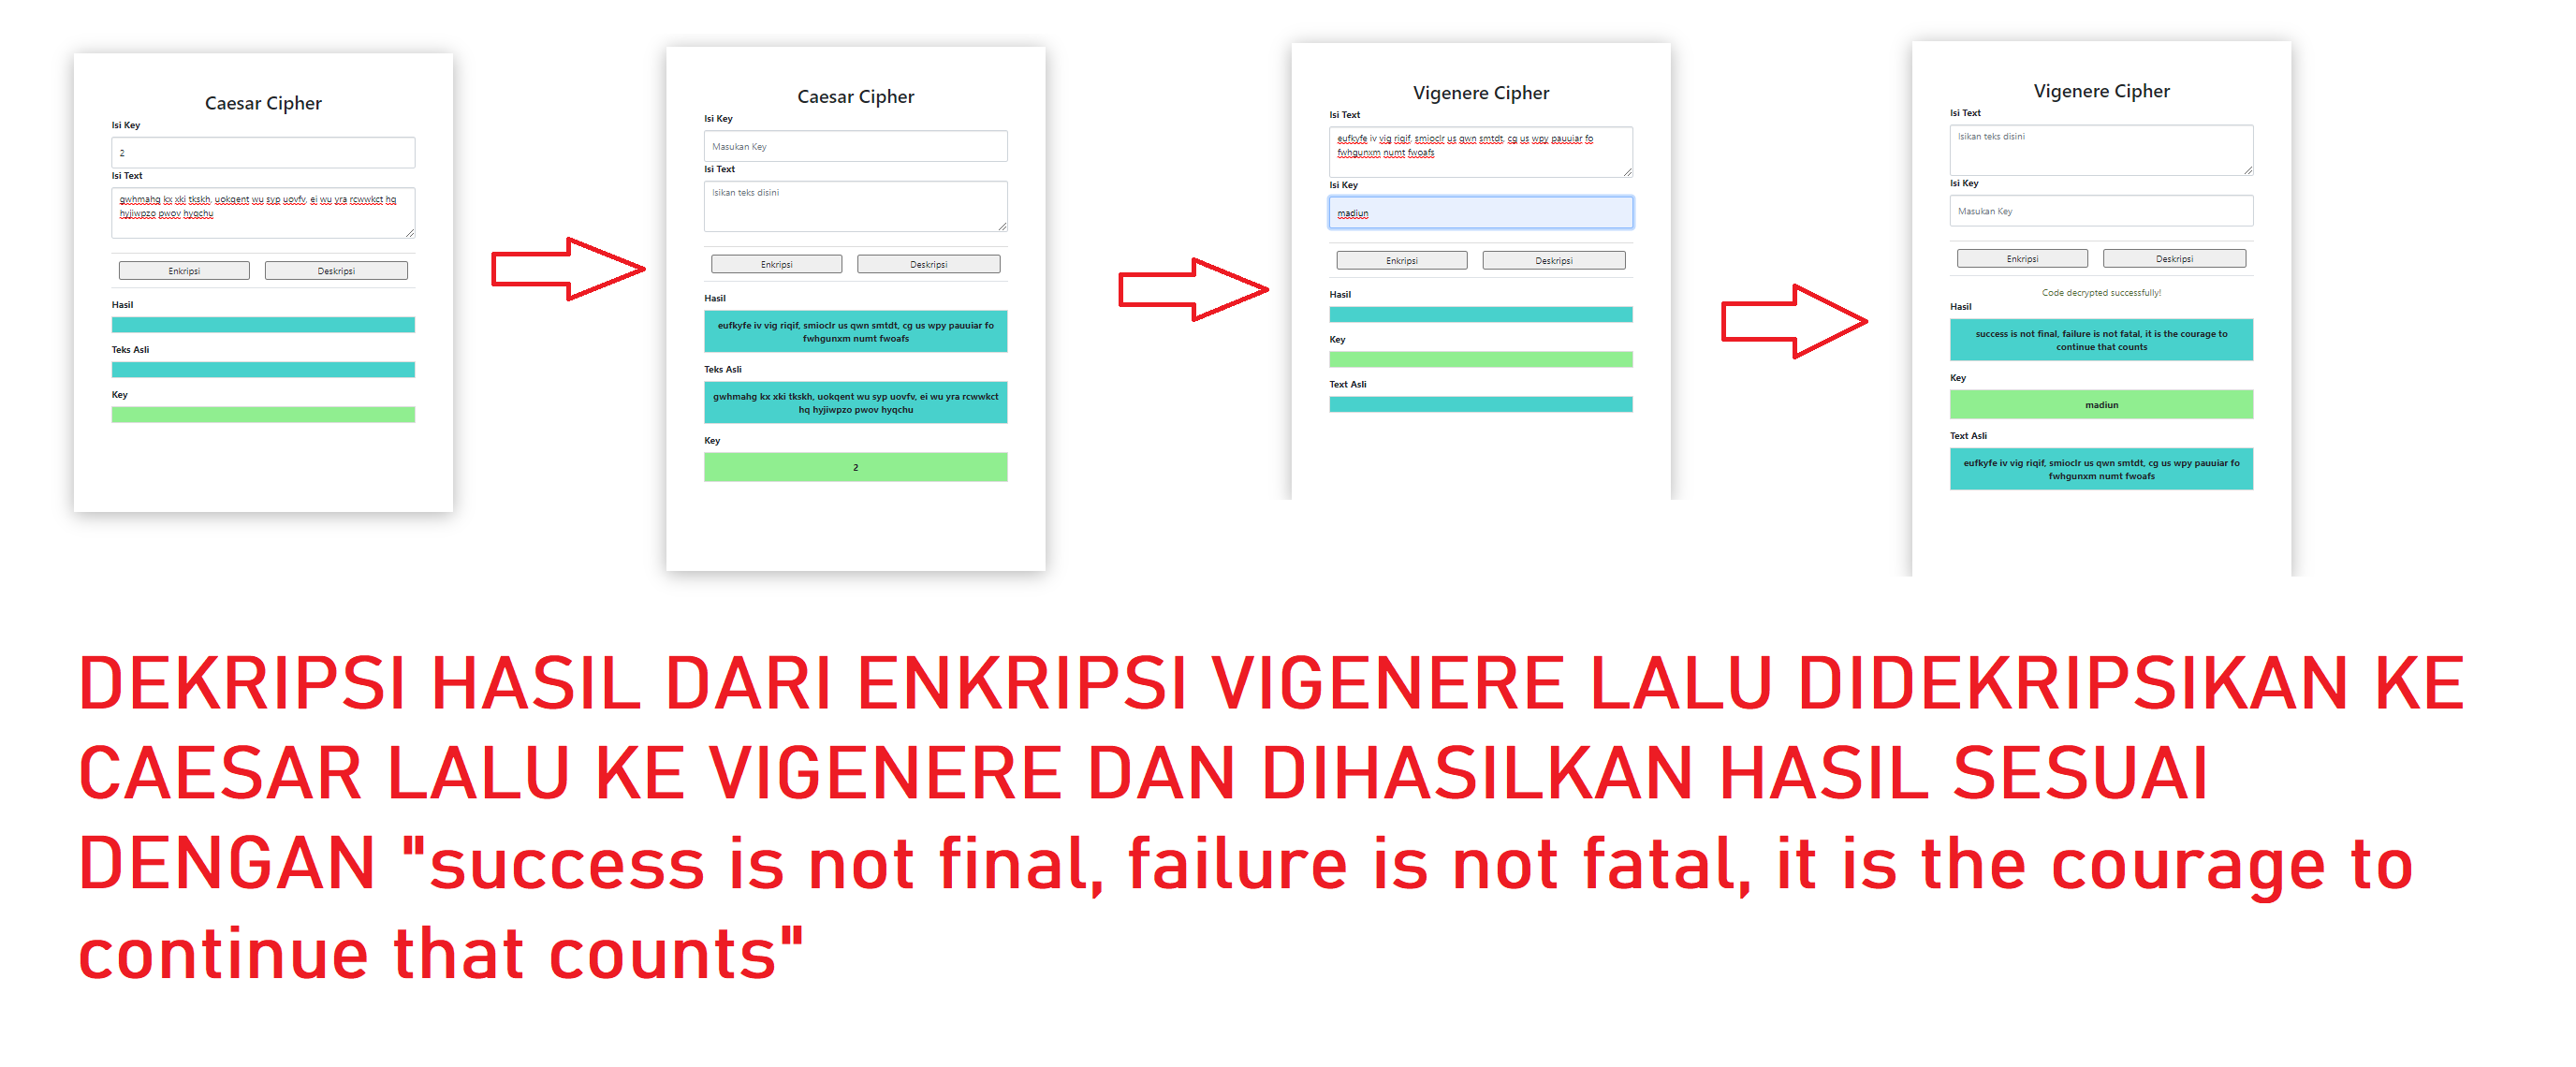 Caesar Cipher
Isi Key
2
Isi Text
gwhmahg kx xki tkskh, uokqent wu syp uovfv, ei wu yra rcwwkct hq
hyjiwpzo pwov hyqchu
Enkripsi
Deskripsi
Hasil
Teks Asli
Key
Caesar Cipher
Isi Key
Masukan Key
Isi Text
Isikan teks disini
Enkripsi
Deskripsi
Hasil
eufkyfe iv vig riqif, smioclr us qwn smtdt, cg us wpy pauuiar fo
fwhgunxm numt fwoafs
Teks Asli
gwhmahg kx xki tkskh, uokqent wu syp uovfv, ei wu yra rcwwkct
hq hyjiwpzo pwov hyqchu
Key
2
Vigenere Cipher
Isi Text
eufkyfe iv vig riqif, smioclr us qwn smtdt, cg us wpy pauuiar fo
fwhgunxm numt fwoafs
Isi Key
madiun
Enkripsi
Deskripsi
Hasil
Key
Text Asli
Vigenere Cipher
Isi Text
Isikan teks disini
Isi Key
Masukan Key
Enkripsi
Deskripsi
Code decrypted successfully!
Hasil
success is not final, failure is not fatal, it is the courage to
continue that counts
Key
madiun
Text Asli
eufkyfe iv vig riqif, smioclr us qwn smtdt, cg us wpy pauuiar fo
fwhgunxm numt fwoafs
DEKRIPSI HASIL DARI ENKRIPSI VIGENERE LALU DIDEKRIPSIKAN KE
CAESAR LALU KE VIGENERE DAN DIHASILKAN HASIL SESUAI
DENGAN "success is not final, failure is not fatal, it is the courage to
continue that counts"